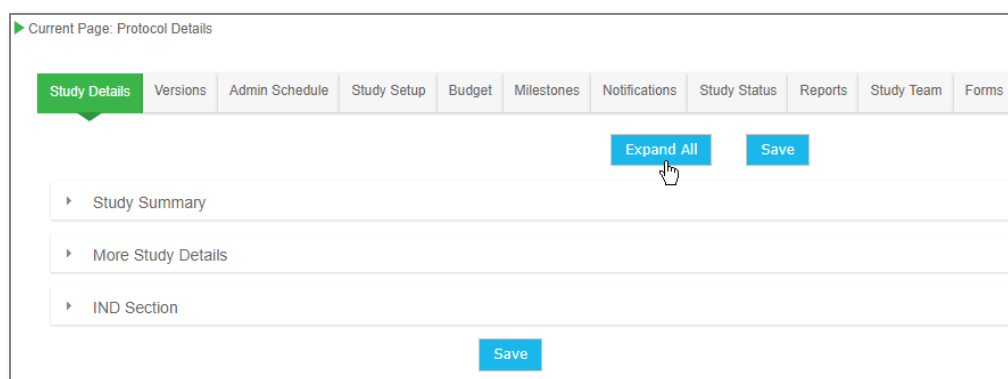 Current Page: Protocol Details
Study Details Versions Admin Schedule Study Setup Budget Milestones Notifications Study Status Reports Study Team Forms
Expand All Save
Study Summary
More Study Details
IND Section
Save